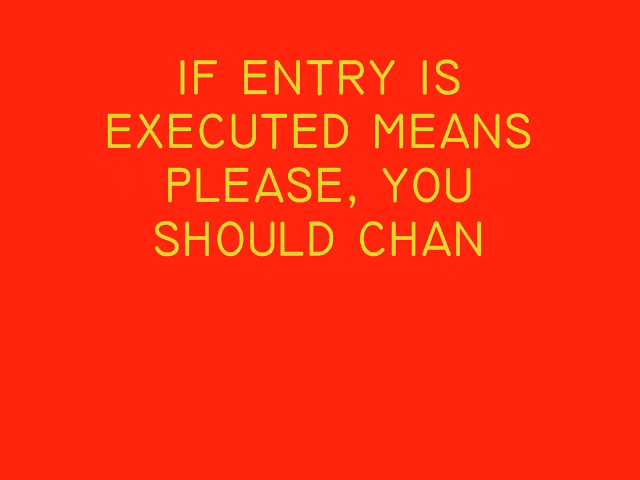 IF ENTRY IS
EXECUTED MEANS
PLEASE, YOU
SHOULD CHAN